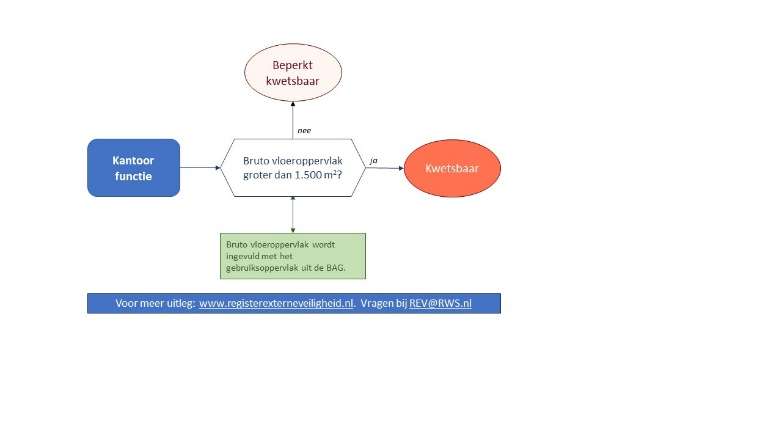 Beperkt
kwetsbaar
nee
Kantoor
functie
Bruto vloeroppervlak
groter dan 1.500 m²?
ja
Kwetsbaar
Bruto vloeroppervlak wordt
ingevuld met het
gebruiksoppervlak uit de BAG.
Voor meer uitleg: www.registerexterneveiligheid.nl. Vragen bij REV@RWS.nl